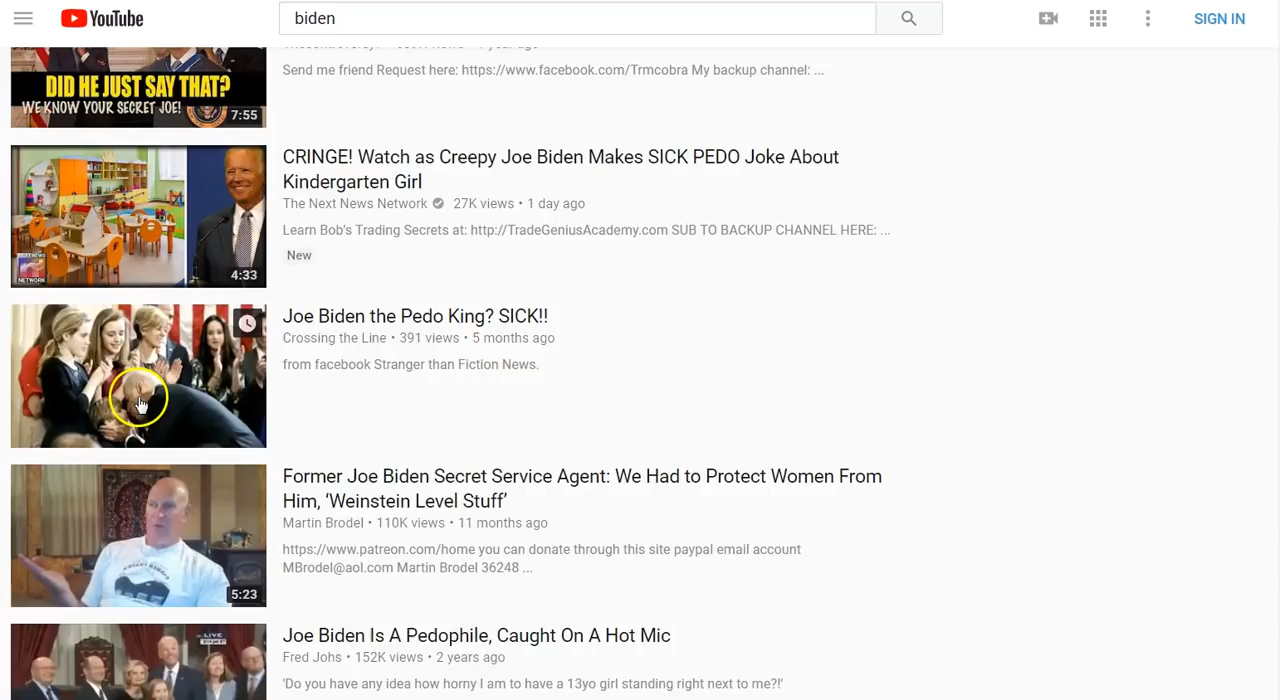 YouTube
biden
SIGN IN
DID HE JUST SAY THAT?
WE KNOW YOUR SECRET JOE!
7:55
Send me friend Request here: https://www.facebook.com/Trmcobra My backup channel: ...
CRINGE! Watch as Creepy Joe Biden Makes SICK PEDO Joke About
Kindergarten Girl
The Next News Network 27K views • 1 day ago
Learn Bob's Trading Secrets at: http://TradeGeniusAcademy.com SUB TO BACKUP CHANNEL HERE: ...
New
NETWORK
4:33
Joe Biden the Pedo King? SICK!!
Crossing the Line • 391 views • 5 months ago
from facebook Stranger than Fiction News.
Former Joe Biden Secret Service Agent: We Had to Protect Women From
Him, ‘Weinstein Level Stuff’
Martin Brodel • 110K views • 11 months ago
https://www.patreon.com/home you can donate through this site paypal email account
MBrodel@aol.com Martin Brodel 36248 ...
5:23
Joe Biden Is A Pedophile, Caught On A Hot Mic
Fred Johs • 152K views • 2 years ago
'Do you have any idea how horny I am to have a 13yo girl standing right next to me?!'
LIVE